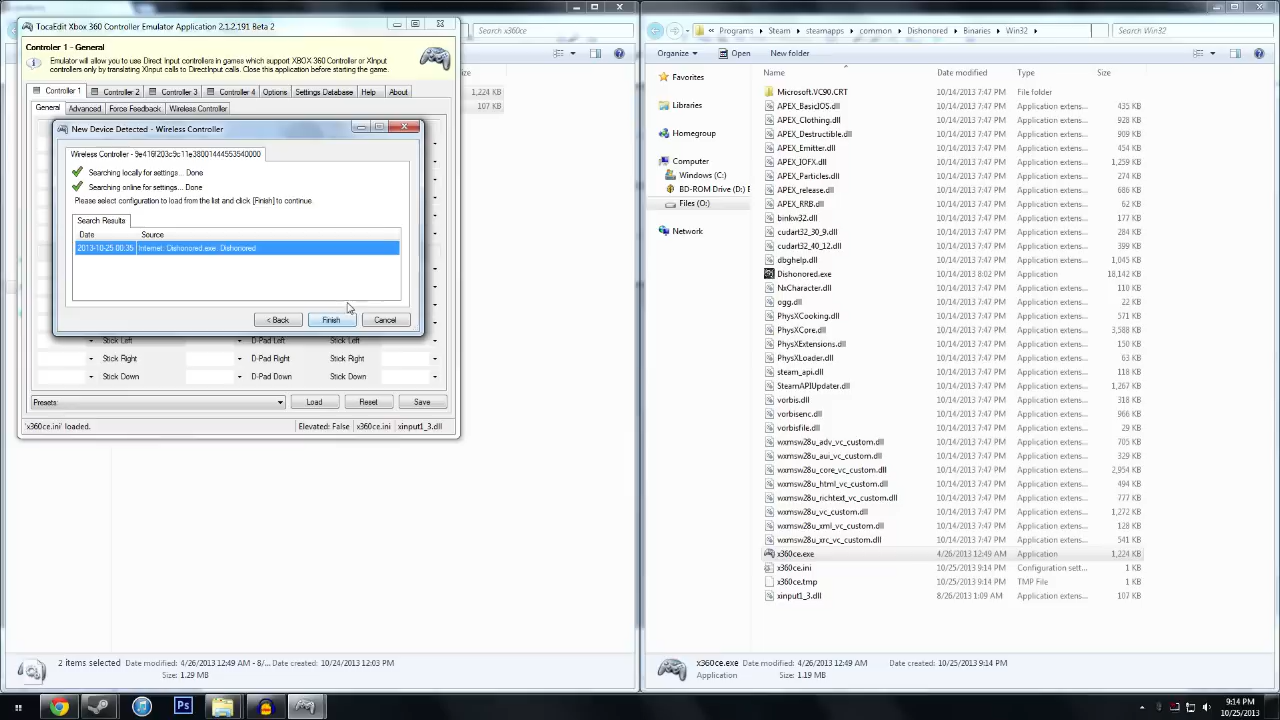 TocaEdit Xbox 360 Controller Emulator Application 2.1.2.191 Beta 2
Controler 1 - General
Emulator will allow you to use Direct Input controllers in games which support XBOX 360 Controller or XInput
controllers only by translating XInput calls to DirectInput calls. Close this application before starting the game.
Controller 1 Controller 2 Controller 3 Controller 4 Options Settings Database Help About
General Advanced Force Feedback Wireless Controller
New Device Detected - Wireless Controller
Searching locally for settings... Done
Searching online for settings... Done
Please select configuration to load from the list and click [Finish] to continue.
Search Results
Date Source
2013-10-25 00:35 Internet: Dishonored.exe :Dishonored
< Back Finish Cancel
Stick Left D-Pad Left Stick Left
Stick Right D-Pad Right Stick Right
Stick Down D-Pad Down Stick Down
Presets: Load Reset Save
'x360ce.ini' loaded. Elevated: False x360ce.ini xinput1_3.dll
Search x360ce
ize
1,224 KB
107 KB
2 items selected Date modified: 4/26/2013 12:49 AM - 8/... Date created: 10/24/2013 12:03 PM
Size: 1.29 MB
« Programs Steam steamapps common Dishonored Binaries Win32 Search Win32
Organize Open New folder
Favorites
Libraries
Homegroup
Computer
Windows (C:)
BD-ROM Drive (D:) E
Files (O:)
Network
Name Date modified Type Size
Microsoft.VC90.CRT 10/14/2013 7:47 PM File folder
APEX_BasicIOS.dll 10/14/2013 7:47 PM Application extens... 435 KB
APEX_Clothing.dll 10/14/2013 7:47 PM Application extens... 928 KB
APEX_Destructible.dll 10/14/2013 7:47 PM Application extens... 909 KB
APEX_Emitter.dll 10/14/2013 7:47 PM Application extens... 462 KB
APEX_IOFX.dll 10/14/2013 7:47 PM Application extens... 1,259 KB
APEX_Particles.dll 10/14/2013 7:47 PM Application extens... 264 KB
APEX_release.dll 10/14/2013 7:47 PM Application extens... 686 KB
APEX_RRB.dll 10/14/2013 7:47 PM Application extens... 342 KB
binkw32.dll 10/14/2013 7:47 PM Application extens... 177 KB
cudart32_30_9.dll 10/14/2013 7:47 PM Application extens... 284 KB
cudart32_40_12.dll 10/14/2013 7:47 PM Application extens... 399 KB
dbghelp.dll 10/14/2013 7:47 PM Application extens... 1,045 KB
Dishonored.exe 10/14/2013 8:02 PM Application 18,142 KB
NxCharacter.dll 10/14/2013 7:47 PM Application extens... 301 KB
ogg.dll 10/14/2013 7:47 PM Application extens... 22 KB
PhysXCooking.dll 10/14/2013 7:47 PM Application extens... 316 KB
PhysXCore.dll 10/14/2013 7:47 PM Application extens... 3,588 KB
PhysXExtensions.dll 10/14/2013 7:47 PM Application extens... 150 KB
PhysXLoader.dll 10/14/2013 7:47 PM Application extens... 63 KB
steam_api.dll 10/14/2013 7:47 PM Application extens... 118 KB
SteamAPIUpdater.dll 10/14/2013 7:47 PM Application extens... 1,267 KB
vorbis.dll 10/14/2013 7:47 PM Application extens... 182 KB
vorbisenc.dll 10/14/2013 7:47 PM Application extens... 966 KB
vorbisfile.dll 10/14/2013 7:47 PM Application extens... 29 KB
wxmsw28u_adv_vc_custom.dll 10/14/2013 7:47 PM Application extens... 705 KB
wxmsw28u_aui_vc_custom.dll 10/14/2013 7:47 PM Application extens... 329 KB
wxmsw28u_core_vc_custom.dll 10/14/2013 7:47 PM Application extens... 2,954 KB
wxmsw28u_html_vc_custom.dll 10/14/2013 7:47 PM Application extens... 494 KB
wxmsw28u_richtext_vc_custom.dll 10/14/2013 7:47 PM Application extens... 777 KB
wxmsw28u_vc_custom.dll 10/14/2013 7:47 PM Application extens... 1,272 KB
wxmsw28u_xml_vc_custom.dll 10/14/2013 7:47 PM Application extens... 128 KB
wxmsw28u_xrc_vc_custom.dll 10/14/2013 7:47 PM Application extens... 541 KB
x360ce.exe 4/26/2013 12:49 AM Application 1,224 KB
x360ce.ini 10/25/2013 9:14 PM Configuration sett... 1 KB
x360ce.tmp 10/25/2013 9:14 PM TMP File 1 KB
xinput1_3.dll 8/26/2013 1:09 AM Application extens... 107 KB
x360ce.exe Date modified: 4/26/2013 12:49 AM Date created: 10/25/2013 9:14 PM
Application Size: 1.19 MB
Ps
9:14 PM
10/25/2013